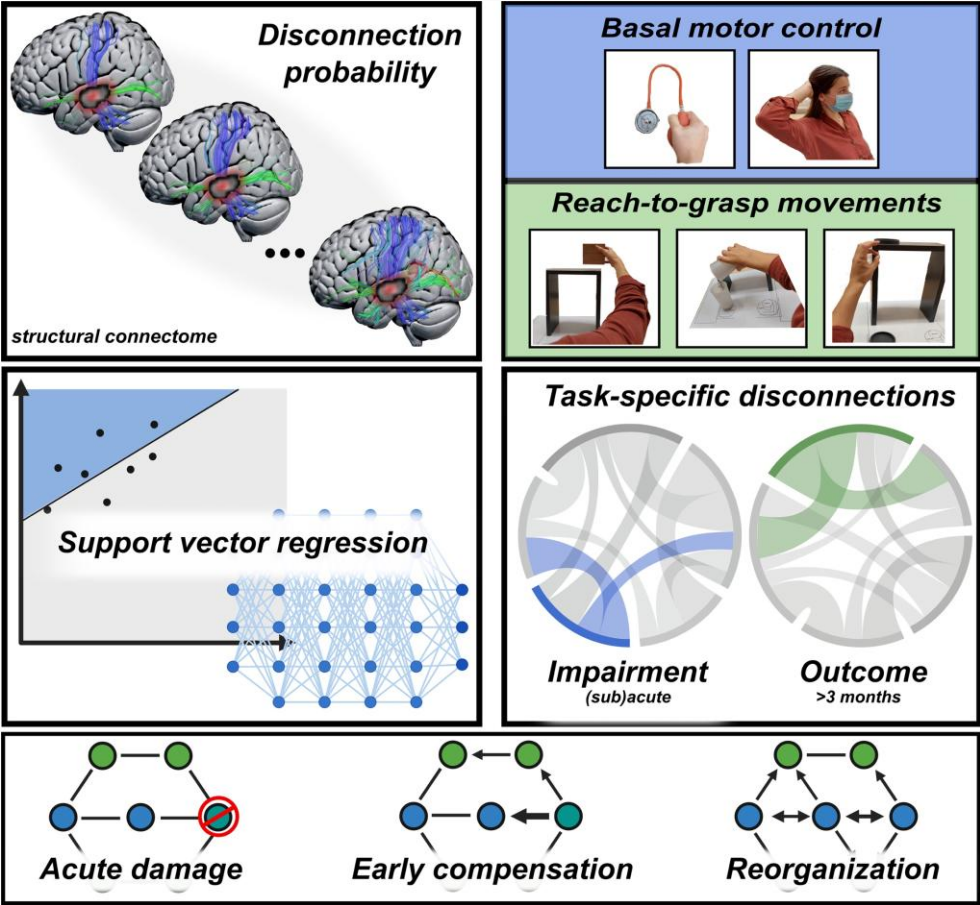 Disconnection
probability
structural connectome
Basal motor control
Reach-to-grasp movements
Support vector regression
Task-specific disconnections
Impairment
(sub)acute
Outcome
>3 months
Acute damage
Early compensation
Reorganization